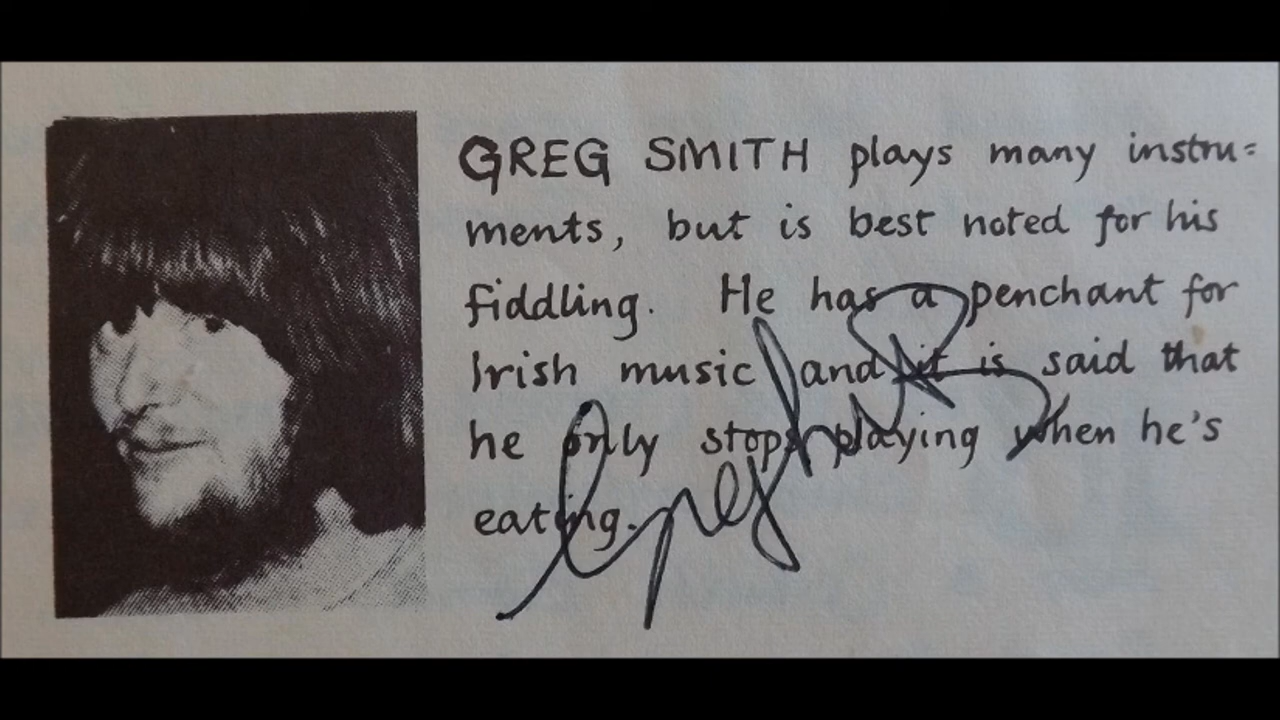 GREG SMITH plays many instru=
ments, but is best noted for his
fiddling. He has a penchant for
Irish music and it is said that
he only stops playing when he's
eating.
Greg